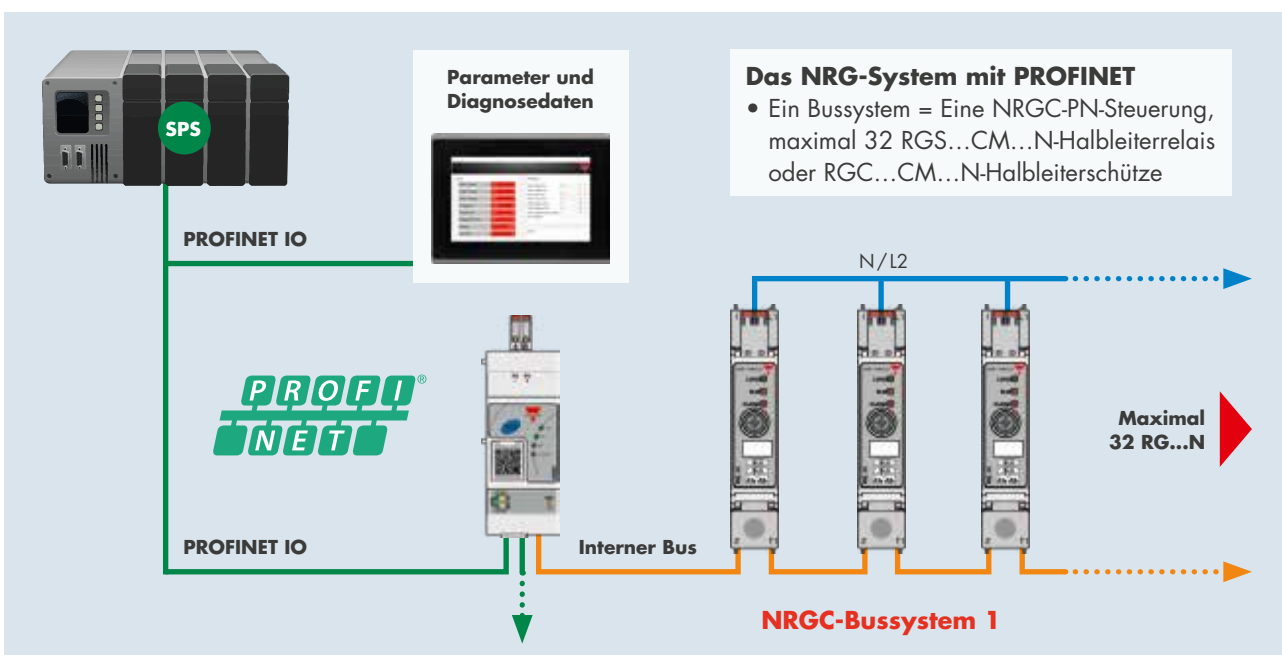 SPS
Parameter und
Diagnosedaten
Das NRG-System mit PROFINET
• Ein Bussystem = Eine NRGC-PN-Steuerung,
maximal 32 RGS...CM...N-Halbleiterrelais
oder RGC...CM...N-Halbleiterschütze
PROFINET IO
N/L2
PROFI®
NET
Maximal
32 RG...N
PROFINET IO
Interner Bus
NRGC-Bussystem 1